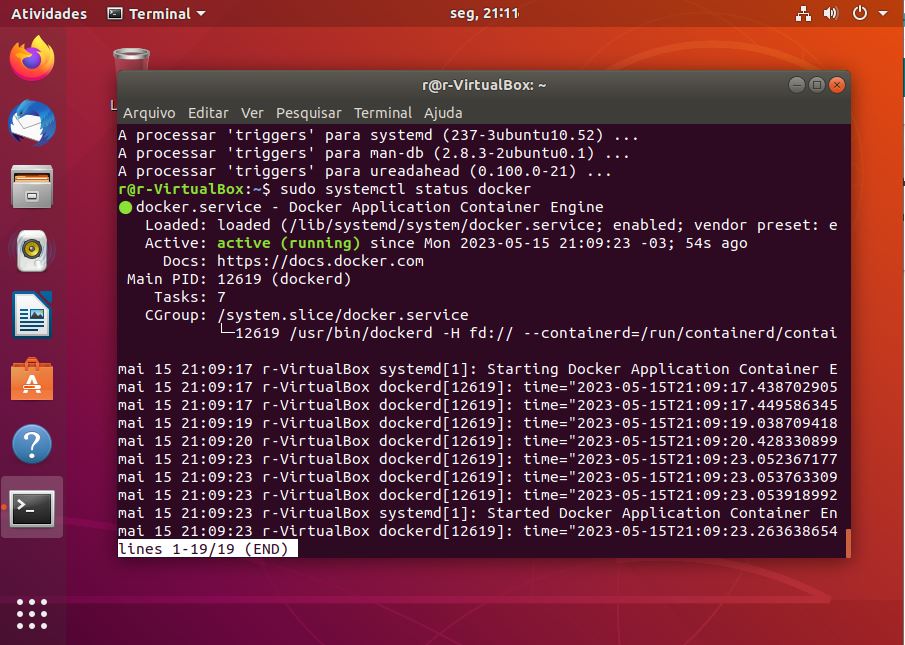 Atividades Terminal seg, 21:11
r@r-VirtualBox: ~
Arquivo Editar Ver Pesquisar Terminal Ajuda
A processar 'triggers' para systemd (237-3ubuntu10.52) ...
A processar 'triggers' para man-db (2.8.3-2ubuntu0.1) ...
A processar 'triggers' para ureadahead (0.100.0-21) ...
r@r-VirtualBox:~$ sudo systemctl status docker
● docker.service - Docker Application Container Engine
Loaded: loaded (/lib/systemd/system/docker.service; enabled; vendor preset: e
Active: active (running) since Mon 2023-05-15 21:09:23 -03; 54s ago
Docs: https://docs.docker.com
Main PID: 12619 (dockerd)
Tasks: 7
CGroup: /system.slice/docker.service
└─12619 /usr/bin/dockerd -H fd:// --containerd=/run/containerd/contai
mai 15 21:09:17 r-VirtualBox systemd[1]: Starting Docker Application Container E
mai 15 21:09:17 r-VirtualBox dockerd[12619]: time="2023-05-15T21:09:17.438702905
mai 15 21:09:17 r-VirtualBox dockerd[12619]: time="2023-05-15T21:09:17.449586345
mai 15 21:09:19 r-VirtualBox dockerd[12619]: time="2023-05-15T21:09:19.038709418
mai 15 21:09:20 r-VirtualBox dockerd[12619]: time="2023-05-15T21:09:20.428330899
mai 15 21:09:23 r-VirtualBox dockerd[12619]: time="2023-05-15T21:09:23.052367177
mai 15 21:09:23 r-VirtualBox dockerd[12619]: time="2023-05-15T21:09:23.053763309
mai 15 21:09:23 r-VirtualBox dockerd[12619]: time="2023-05-15T21:09:23.053918992
mai 15 21:09:23 r-VirtualBox systemd[1]: Started Docker Application Container En
mai 15 21:09:23 r-VirtualBox dockerd[12619]: time="2023-05-15T21:09:23.263638654
lines 1-19/19 (END)